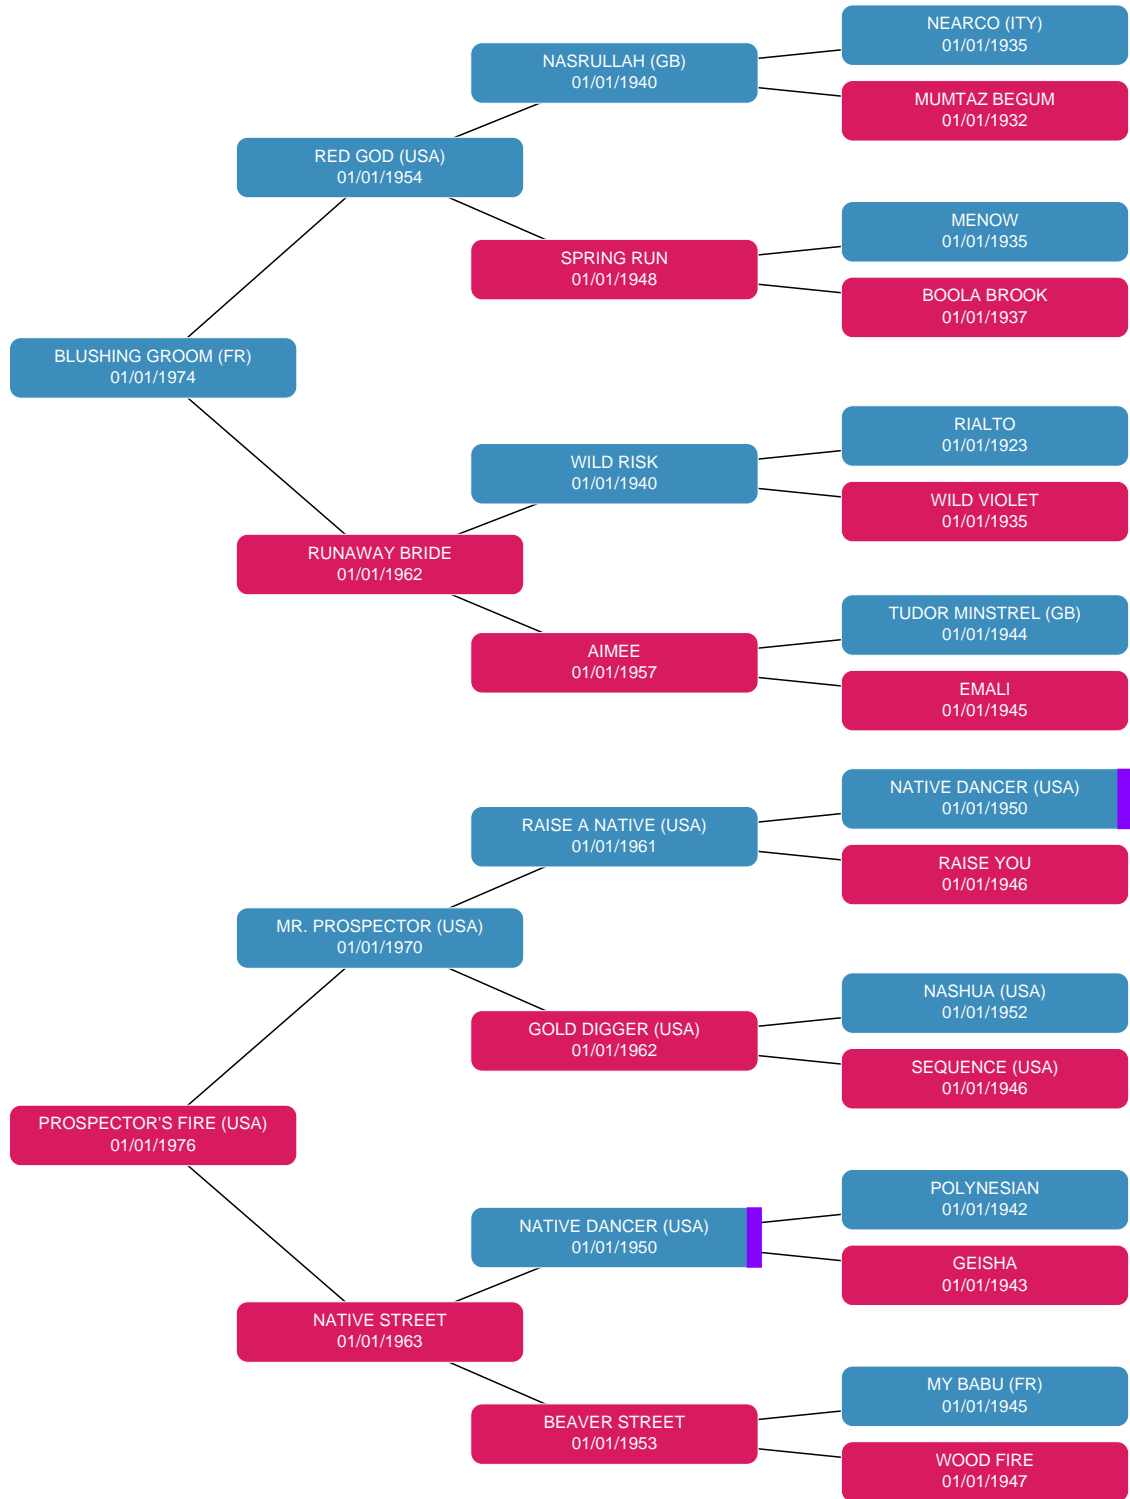 NEARCO (ITY)
01/01/1935
NASRULLAH (GB)
01/01/1940
MUMTAZ BEGUM
01/01/1932
RED GOD (USA)
01/01/1954
MENOW
01/01/1935
SPRING RUN
01/01/1948
BOOLA BROOK
01/01/1937
BLUSHING GROOM (FR)
01/01/1974
RIALTO
01/01/1923
WILD RISK
01/01/1940
WILD VIOLET
01/01/1935
RUNAWAY BRIDE
01/01/1962
TUDOR MINSTREL (GB)
01/01/1944
AIMEE
01/01/1957
EMALI
01/01/1945
NATIVE DANCER (USA)
01/01/1950
RAISE A NATIVE (USA)
01/01/1961
RAISE YOU
01/01/1946
MR. PROSPECTOR (USA)
01/01/1970
NASHUA (USA)
01/01/1952
GOLD DIGGER (USA)
01/01/1962
SEQUENCE (USA)
01/01/1946
PROSPECTOR'S FIRE (USA)
01/01/1976
POLYNESIAN
01/01/1942
NATIVE DANCER (USA)
01/01/1950
GEISHA
01/01/1943
NATIVE STREET
01/01/1963
MY BABU (FR)
01/01/1945
BEAVER STREET
01/01/1953
WOOD FIRE
01/01/1947